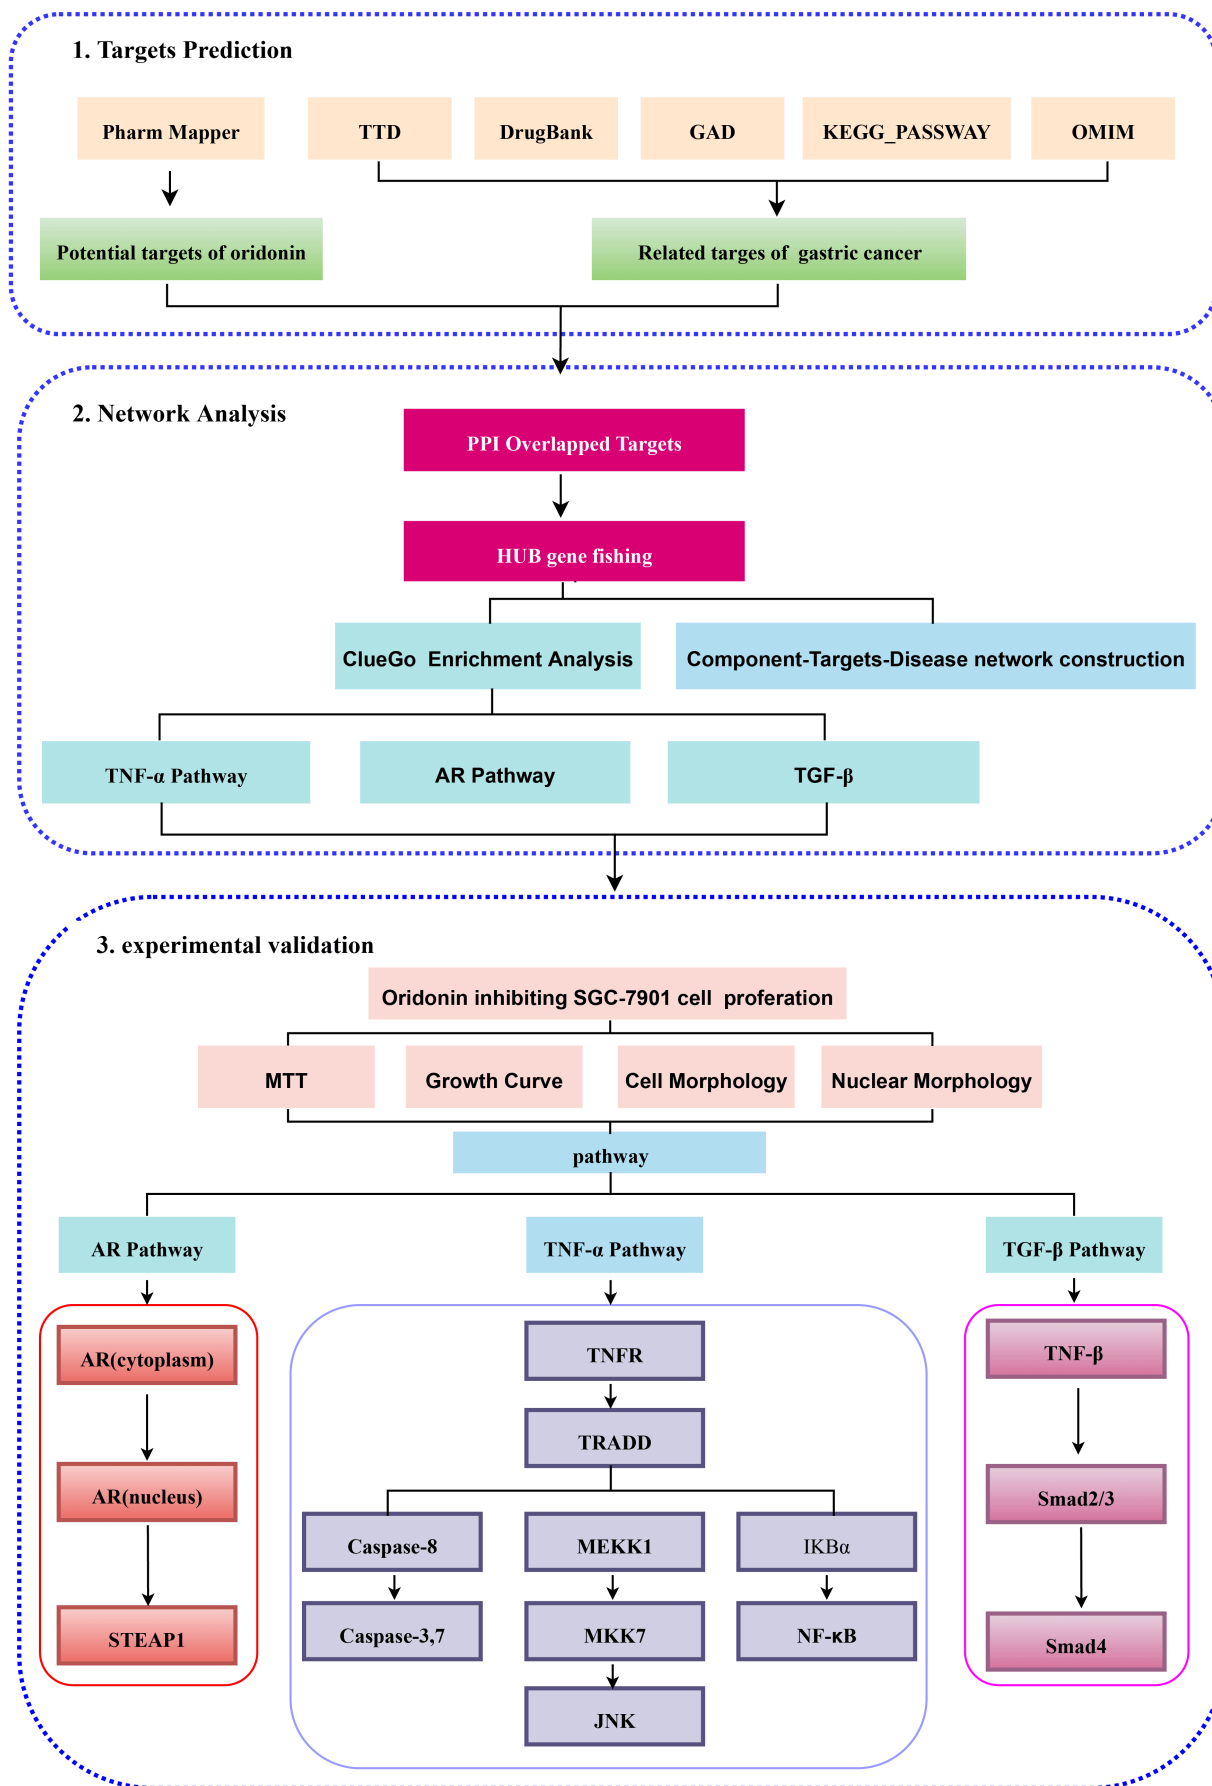 1. Targets Prediction
Pharm Mapper
TTD
DrugBank
GAD
KEGG_PASSWAY
OMIM
Potential targets of oridonin
Related targes of gastric cancer
2. Network Analysis
PPI Overlapped Targets
HUB gene fishing
ClueGo Enrichment Analysis
Component-Targets-Disease network construction
TNF-α Pathway
AR Pathway
TGF-β
3. experimental validation
Oridonin inhibiting SGC-7901 cell proferation
MTT
Growth Curve
Cell Morphology
Nuclear Morphology
pathway
AR Pathway
TNF-α Pathway
TGF-β Pathway
AR(cytoplasm)
TNFR
TNF-β
TRADD
AR(nucleus)
Smad2/3
Caspase-8
MEKK1
IKBα
STEAP1
Caspase-3,7
MKK7
NF-κB
Smad4
JNK